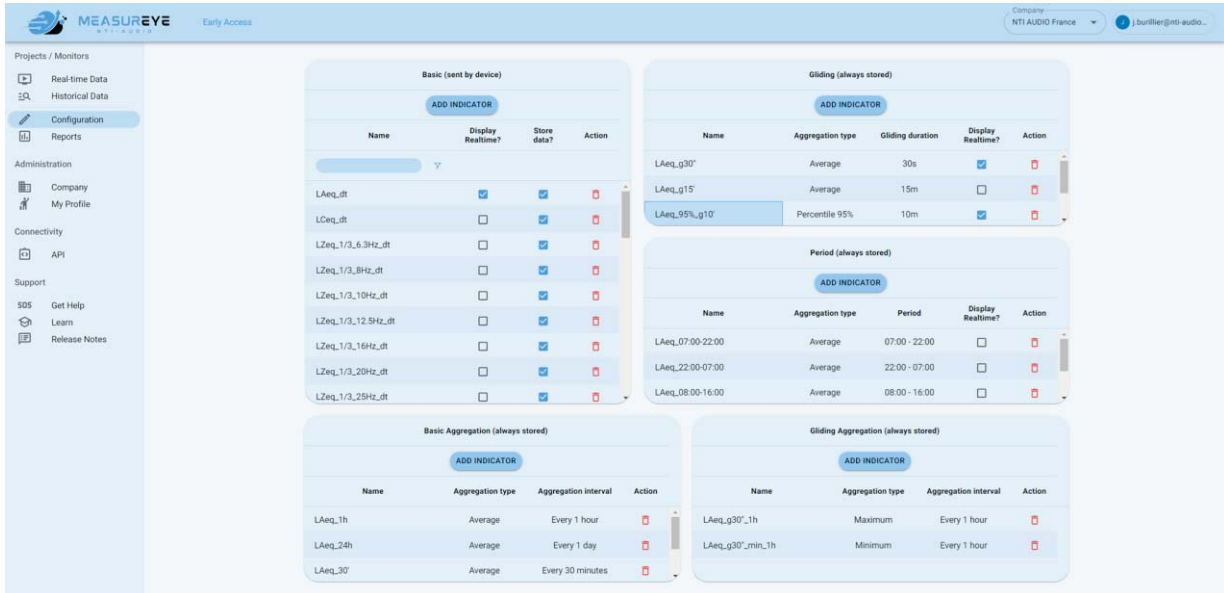 MEASUREYE
NTI-AUDIO
Early Access
Company
NTI AUDIO France
J
j.burillier@nti-audio...
Projects / Monitors
Real-time Data
Historical Data
Configuration
Reports
Administration
Company
My Profile
Connectivity
API
Support
SOS Get Help
Learn
Release Notes
Basic (sent by device)
ADD INDICATOR
Name Display Realtime? Store data? Action
LAeq_dt
LCeq_dt
LZeq_1/3_6.3Hz_dt
LZeq_1/3_8Hz_dt
LZeq_1/3_10Hz_dt
LZeq_1/3_12.5Hz_dt
LZeq_1/3_16Hz_dt
LZeq_1/3_20Hz_dt
LZeq_1/3_25Hz_dt
Gliding (always stored)
ADD INDICATOR
Name Aggregation type Gliding duration Display Realtime? Action
LAeq_g30" Average 30s
LAeq_g15' Average 15m
LAeq_95%_g10' Percentile 95% 10m
Period (always stored)
ADD INDICATOR
Name Aggregation type Period Display Realtime? Action
LAeq_07:00-22:00 Average 07:00 - 22:00
LAeq_22:00-07:00 Average 22:00 - 07:00
LAeq_08:00-16:00 Average 08:00 - 16:00
Basic Aggregation (always stored)
ADD INDICATOR
Name Aggregation type Aggregation interval Action
LAeq_1h Average Every 1 hour
LAeq_24h Average Every 1 day
LAeq_30' Average Every 30 minutes
Gliding Aggregation (always stored)
ADD INDICATOR
Name Aggregation type Aggregation interval Action
LAeq_g30"_1h Maximum Every 1 hour
LAeq_g30"_min_1h Minimum Every 1 hour